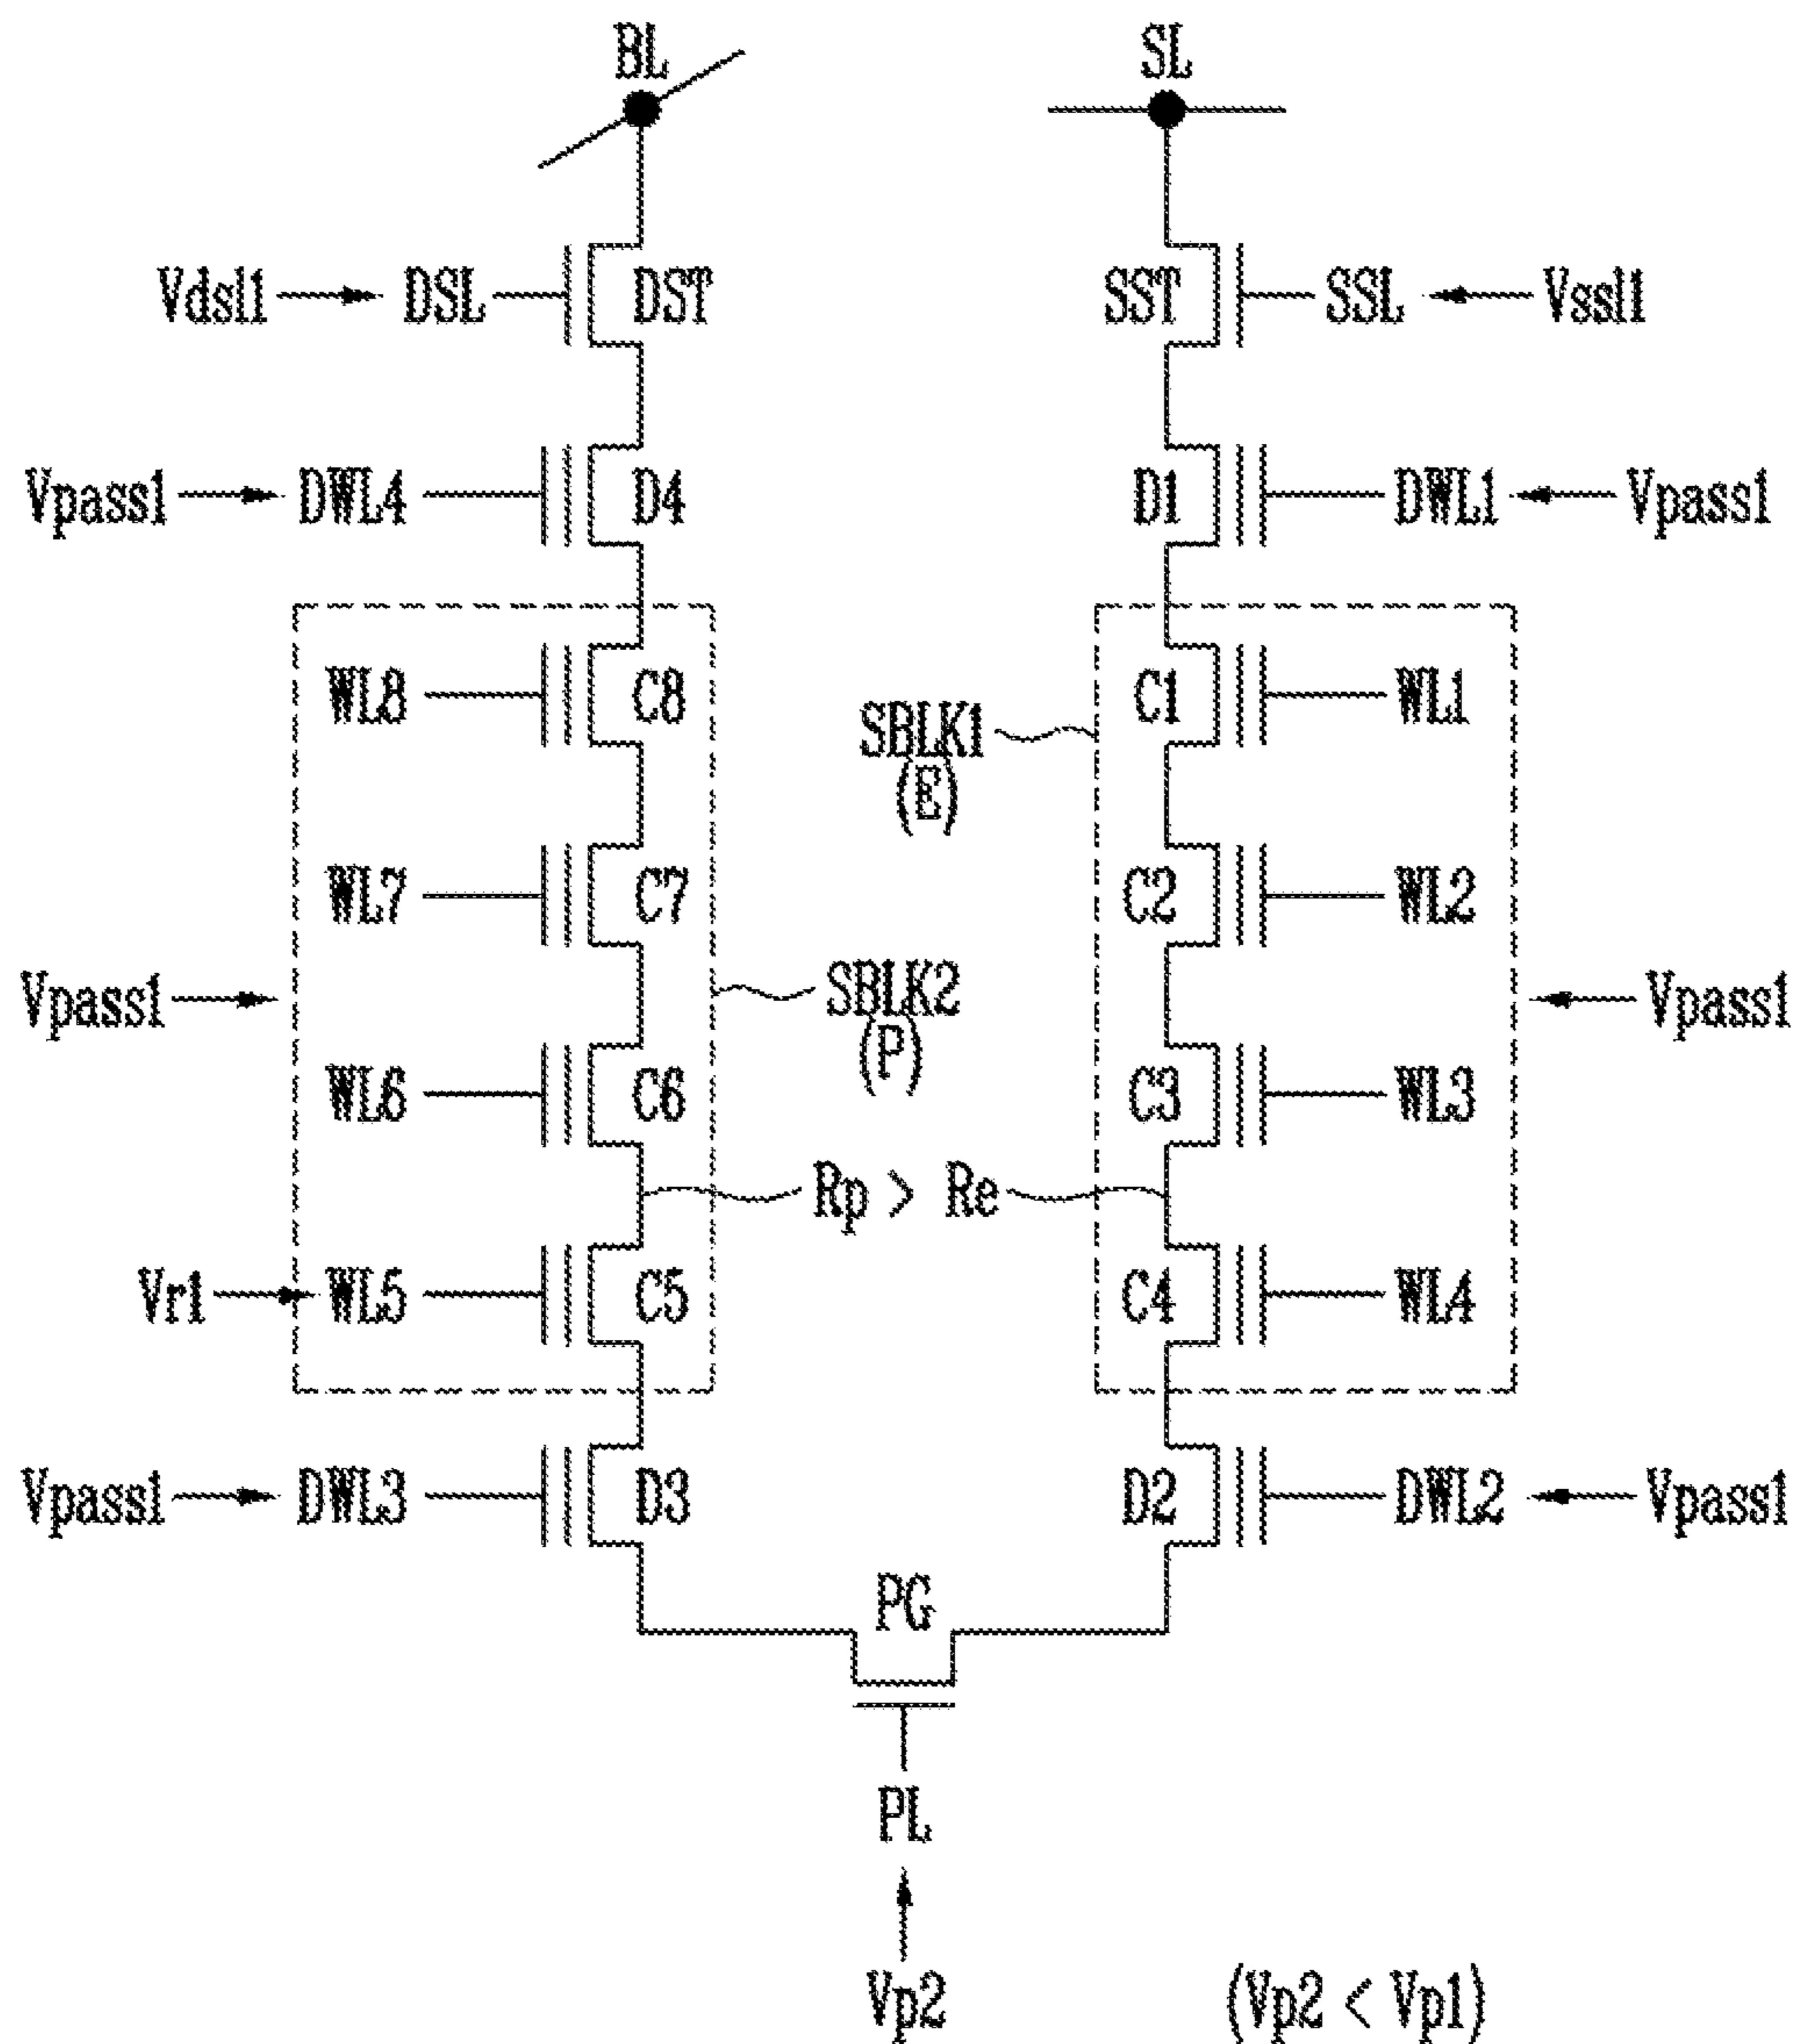 BL SL
Vdsl1 DSL DST SST SSL Vssl1
Vpass1 DWL4 D4 D1 DWL1 Vpass1
WL8 C8 C1 WL1
SBLK1
(E)
WL7 C7 C2 WL2
Vpass1 SBLK2 Vpass1
(P)
WL6 C6 C3 WL3
Rp > Re
Vr1 WL5 C5 C4 WL4
Vpass1 DWL3 D3 D2 DWL2 Vpass1
PG
PL
Vp2 (Vp2 < Vp1)